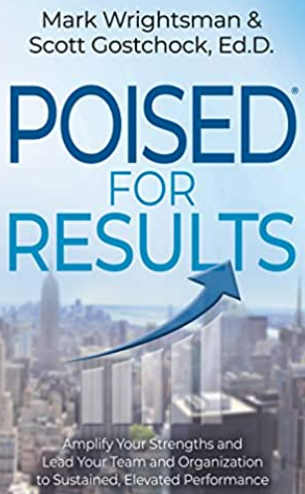 Mark Wrightsman &
Scott Gostchock, Ed.D.
POISED®
FOR
RESULTS
Amplify Your Strengths and
Lead Your Team and Organization
to Sustained, Elevated Performance